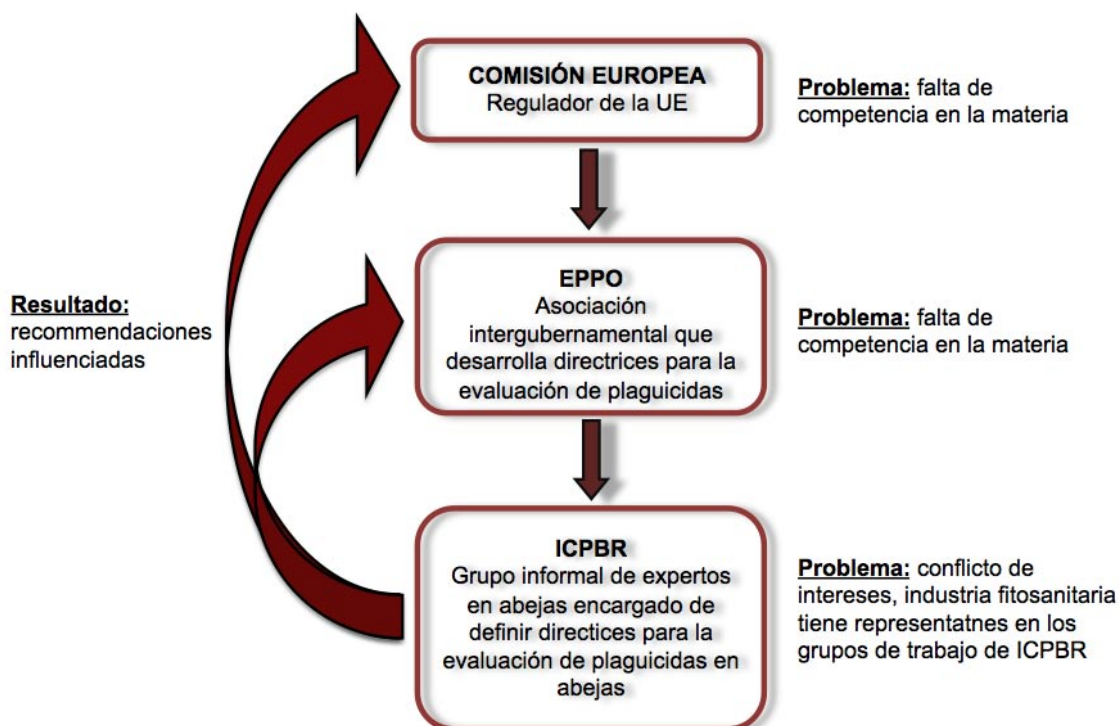 COMISIÓN EUROPEA
Regulador de la UE
Problema: falta de
competencia en la materia
EPPO
Asociación
intergubernamental que
desarrolla directrices para la
evaluación de plaguicidas
Resultado:
recommendaciones
influenciadas
Problema: falta de
competencia en la materia
ICPBR
Grupo informal de expertos
en abejas encargado de
definir directices para la
evaluación de plaguicidas en
abejas
Problema: conflicto de
intereses, industria fitosanitaria
tiene representatnes en los
grupos de trabajo de ICPBR